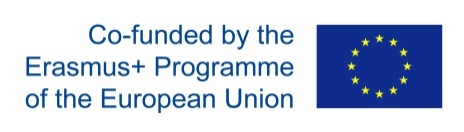 Co-funded by the
Erasmus+ Programme
of the European Union